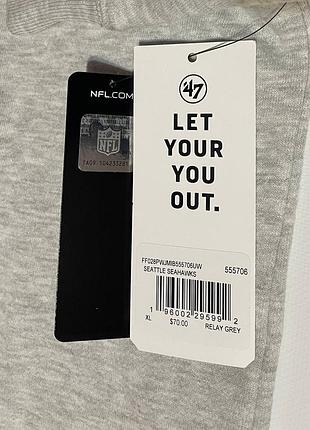 NFL.COM
NFL
'47
LET
YOUR
YOU
OUT.
FF028PWJMIB555706UW
555706
SEATTLE SEAHAWKS
1 96002 29599 2
XL
$70.00
RELAY GREY